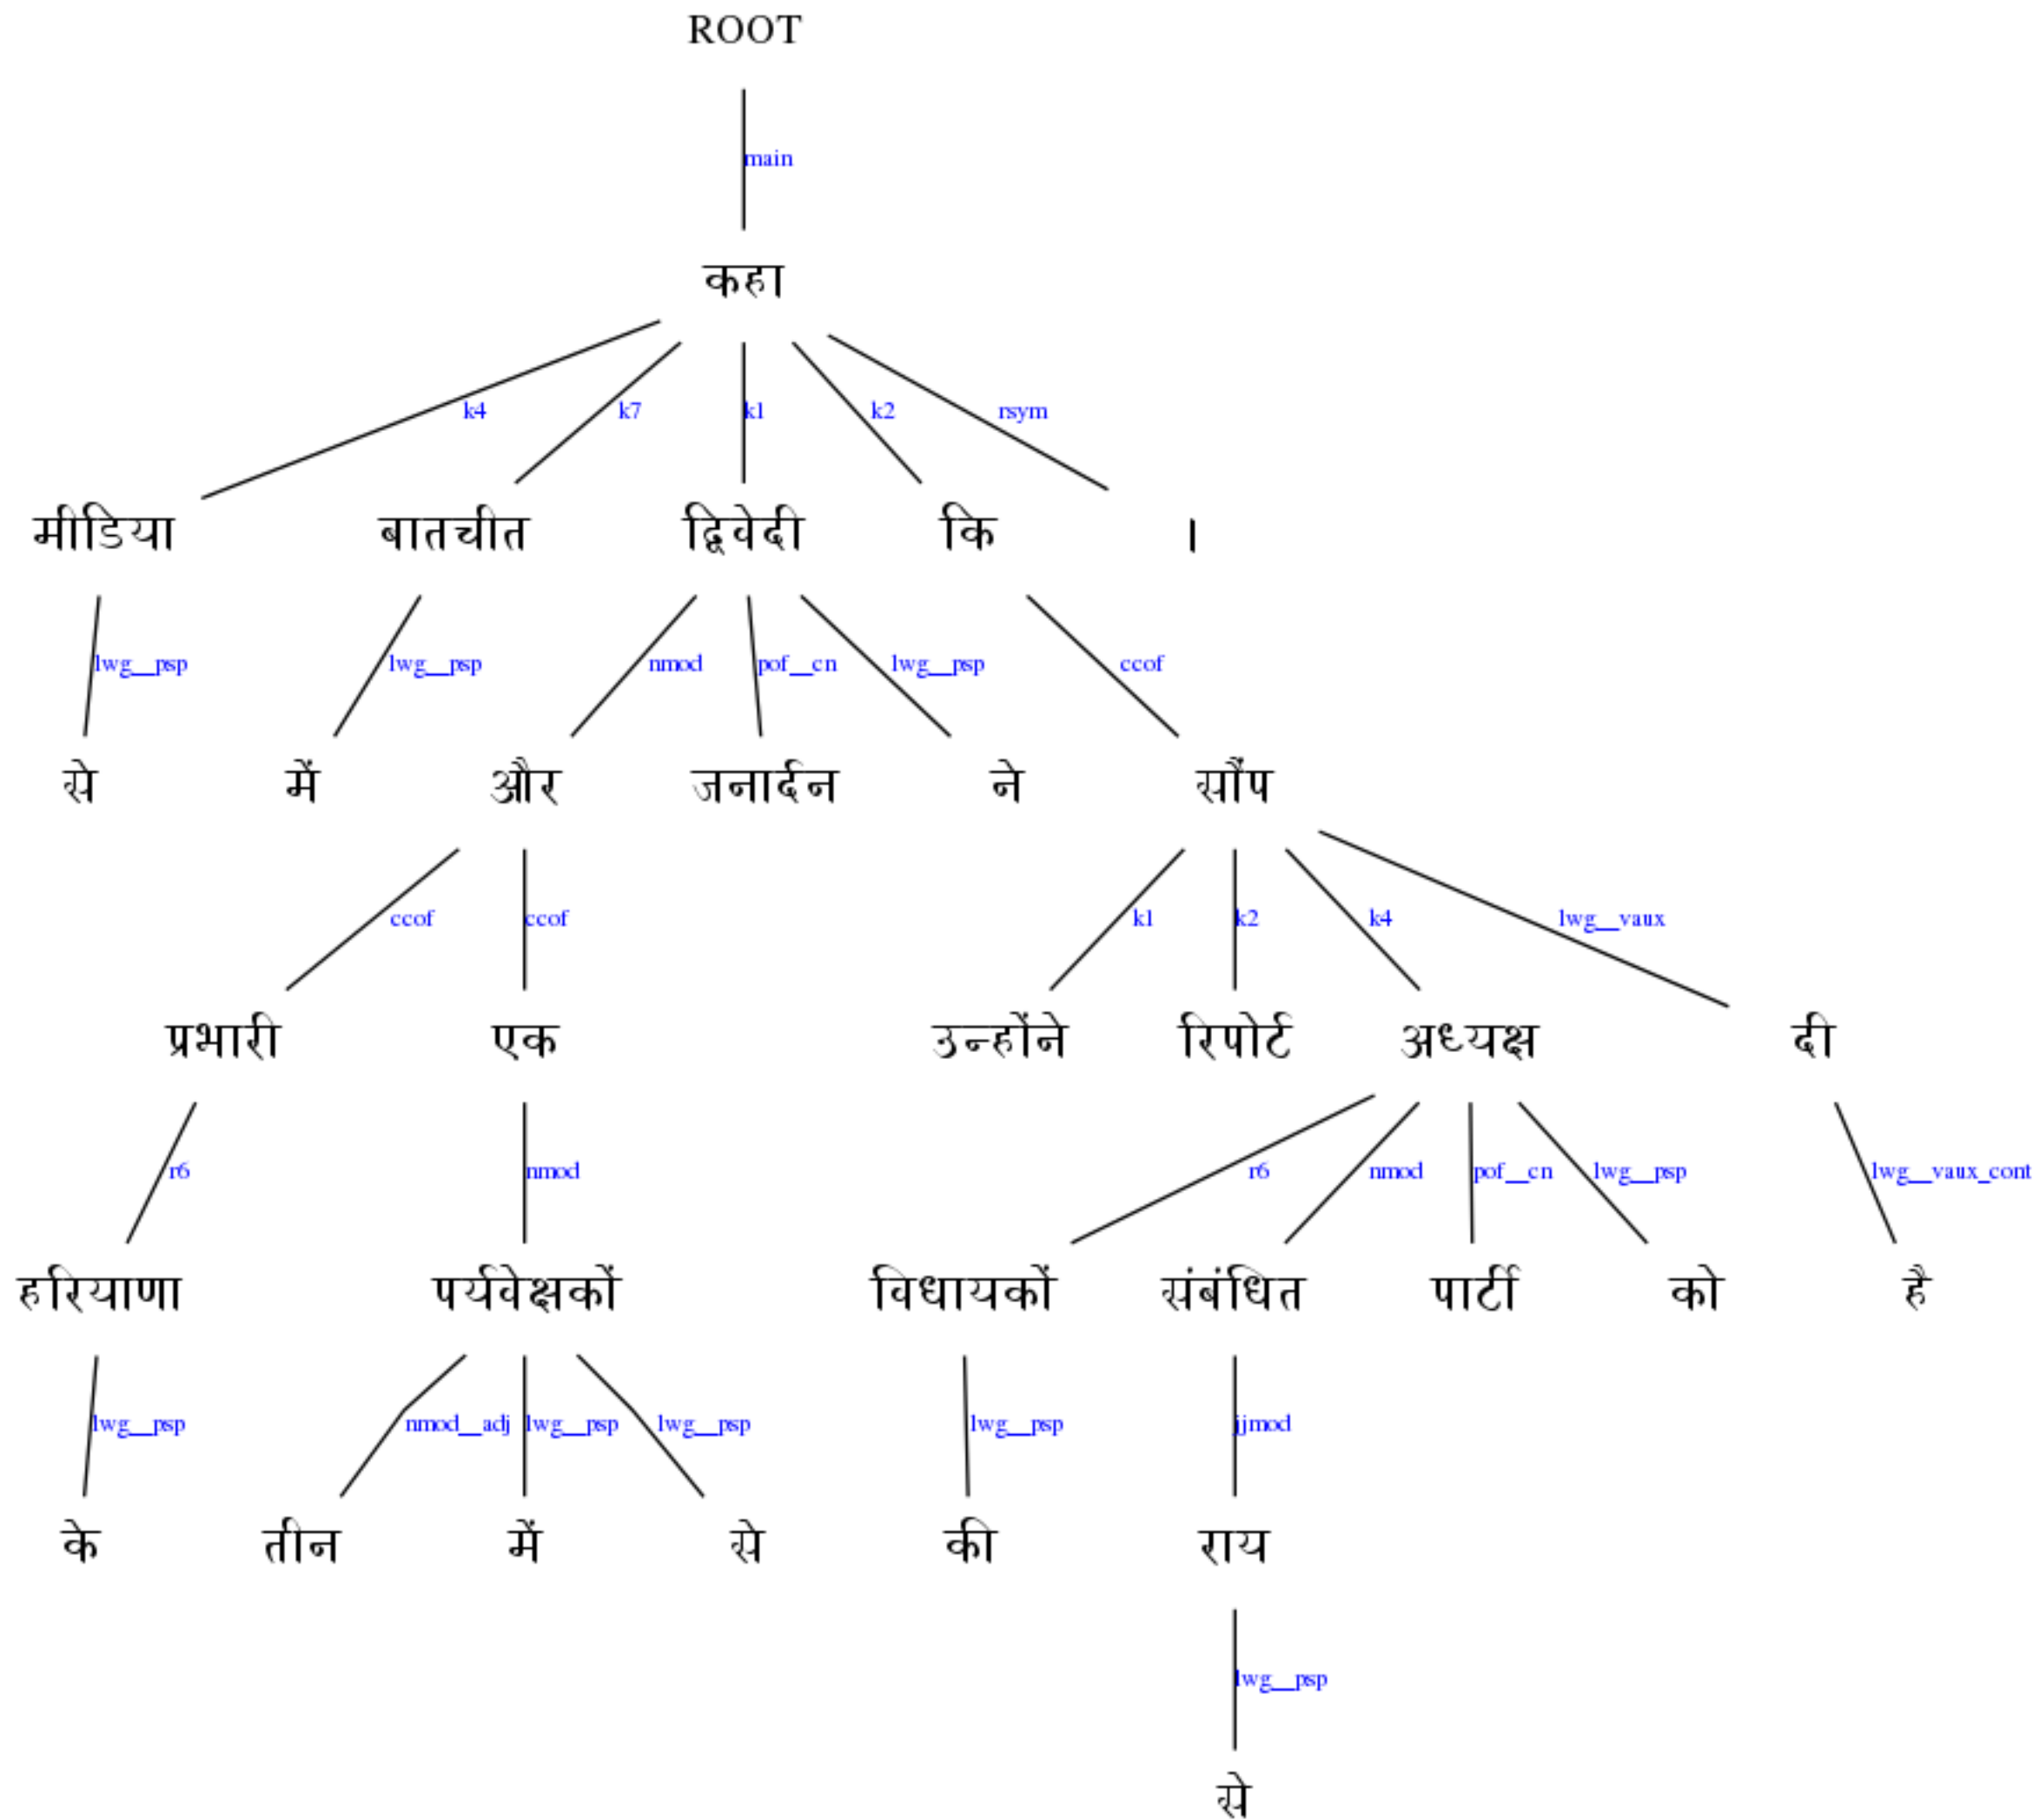 ROOT
main
कहा
k4 k7 k1 k2 rsym
मीडिया बातचीत द्विवेदी कि ।
lwg__psp lwg__psp nmod pof__cn lwg__psp ccof
से में और जनार्दन ने सौंप
ccof ccof k1 k2 k4 lwg__vaux
प्रभारी एक उन्होंने रिपोर्ट अध्यक्ष दी
r6 nmod r6 nmod pof__cn lwg__psp lwg__vaux_cont
हरियाणा पर्यवेक्षकों विधायकों संबंधित पार्टी को है
lwg__psp nmod__adj lwg__psp lwg__psp lwg__psp jjmod
के तीन में से की राय
lwg__psp
से